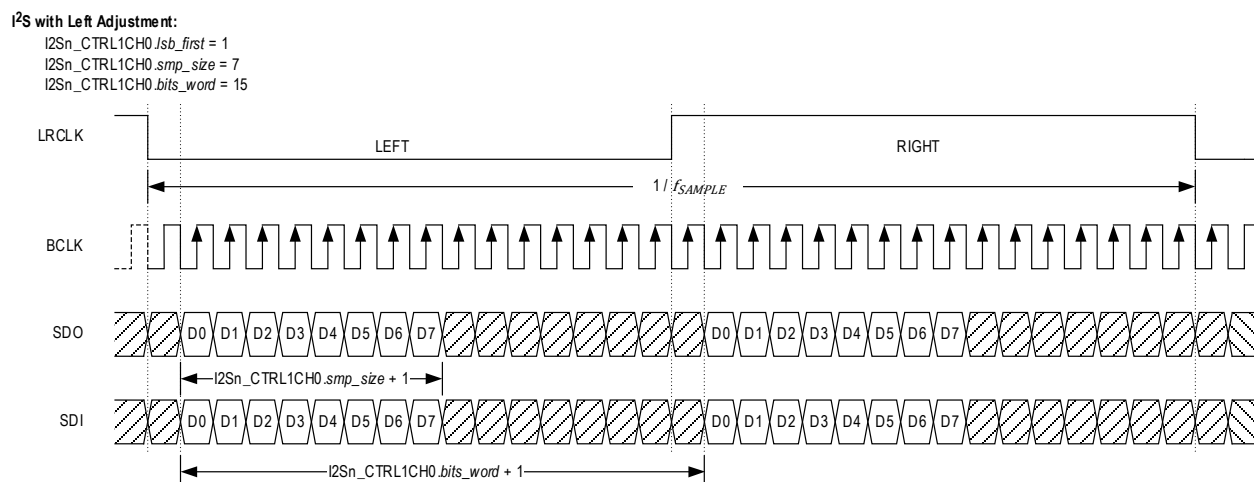 I²S with Left Adjustment:
I2Sn_CTRL1CH0.lsb_first = 1
I2Sn_CTRL1CH0.smp_size = 7
I2Sn_CTRL1CH0.bits_word = 15
LRCLK LEFT RIGHT
1 / fSAMPLE
BCLK
SDO D0 D1 D2 D3 D4 D5 D6 D7 D0 D1 D2 D3 D4 D5 D6 D7
I2Sn_CTRL1CH0.smp_size + 1
SDI D0 D1 D2 D3 D4 D5 D6 D7 D0 D1 D2 D3 D4 D5 D6 D7
I2Sn_CTRL1CH0.bits_word + 1